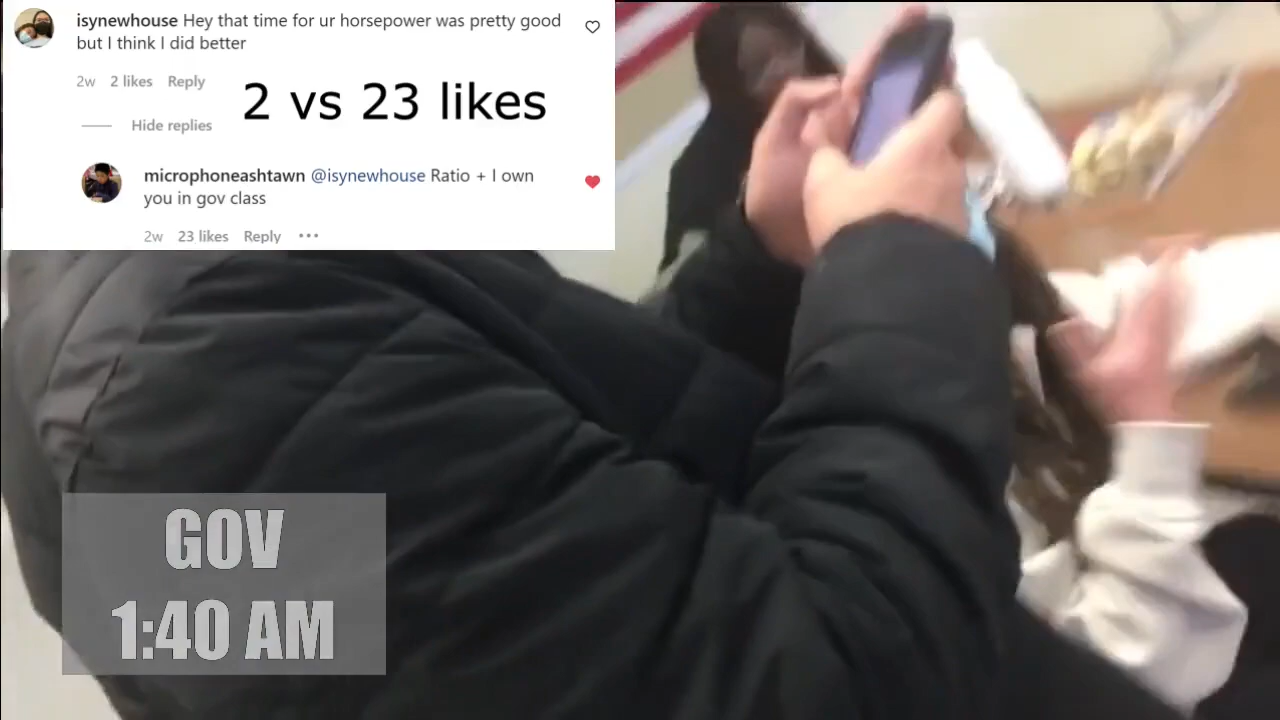 isynewhouse Hey that time for ur horsepower was pretty good
but I think I did better
2w 2 likes Reply
2 vs 23 likes
Hide replies
microphoneashtawn @isynewhouse Ratio + I own
you in gov class
2w 23 likes Reply •••
GOV
1:40 AM